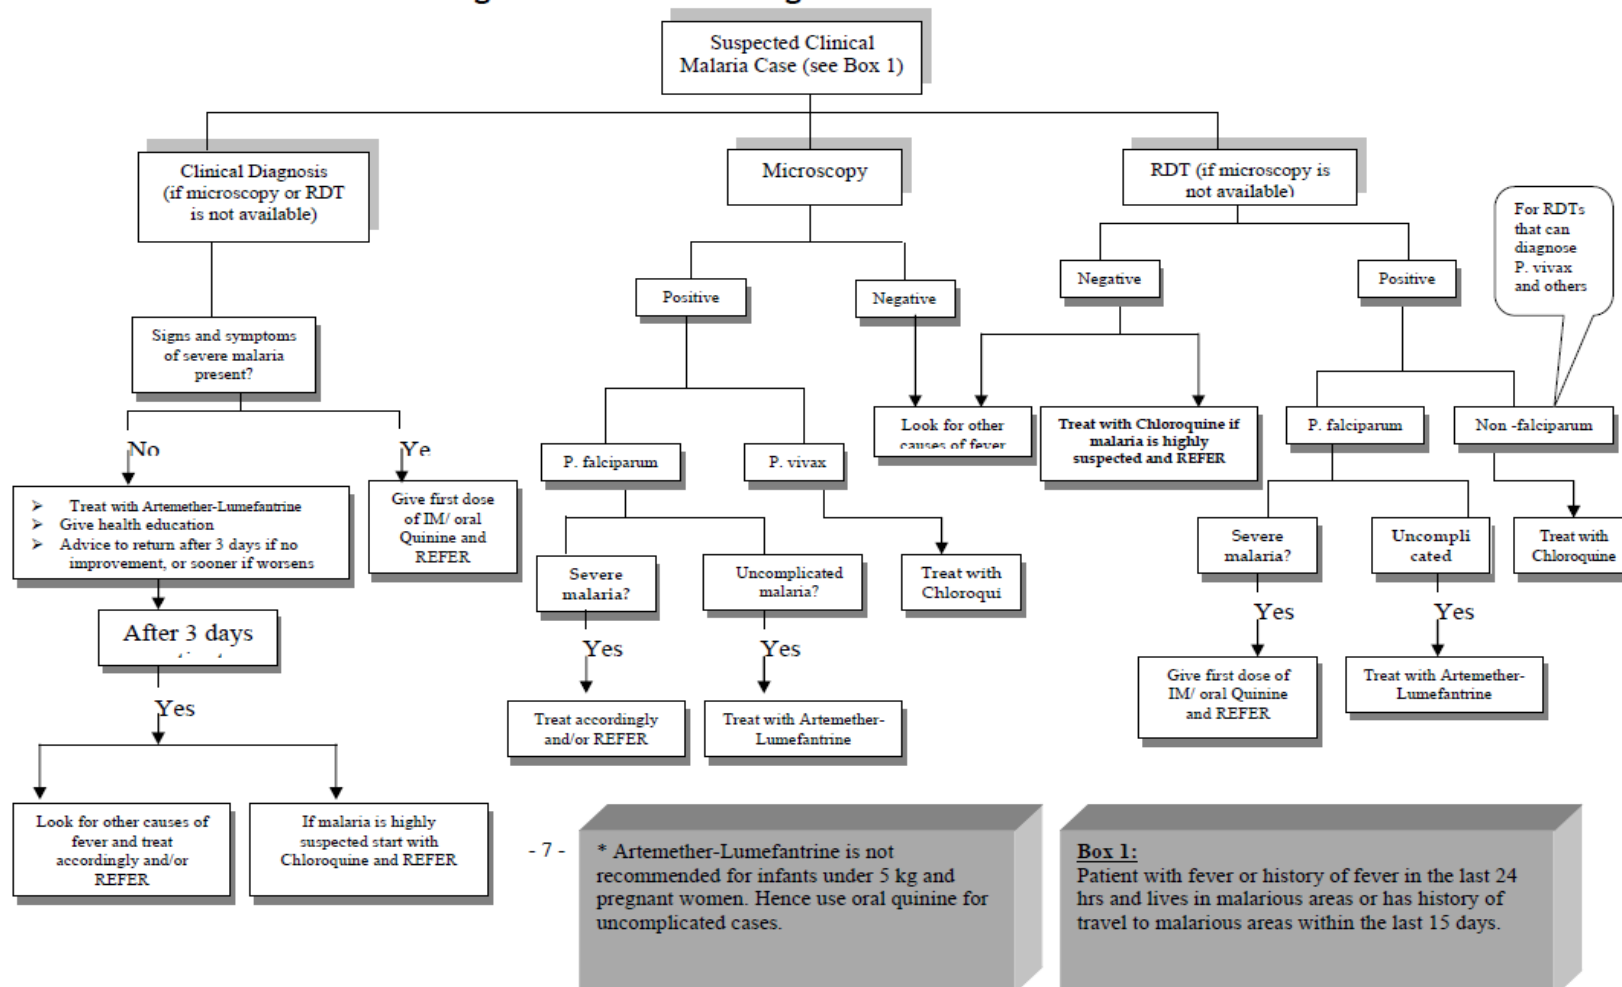 Suspected Clinical
Malaria Case (see Box 1)
Clinical Diagnosis
(if microscopy or RDT
is not available)
Microscopy
RDT (if microscopy is
not available)
For RDTs
that can
diagnose
P. vivax
and others
Positive
Negative
Negative
Positive
Signs and symptoms
of severe malaria
present?
No
Ye
P. falciparum
P. vivax
Look for other
causes of fever
Treat with Chloroquine if
malaria is highly
suspected and REFER
P. falciparum
Non -falciparum
➢ Treat with Artemether-Lumefantrine
➢ Give health education
➢ Advice to return after 3 days if no
improvement, or sooner if worsens
Give first dose
of IM/ oral
Quinine and
REFER
Severe
malaria?
Uncomplicated
malaria?
Treat with
Chloroqui
Severe
malaria?
Uncompli
cated
Treat with
Chloroquine
After 3 days
Yes
Yes
Yes
Yes
Yes
Treat accordingly
and/or REFER
Treat with Artemether-
Lumefantrine
Give first dose of
IM/ oral Quinine
and REFER
Treat with Artemether-
Lumefantrine
Look for other causes of
fever and treat
accordingly and/or
REFER
If malaria is highly
suspected start with
Chloroquine and REFER
- 7 -
* Artemether-Lumefantrine is not
recommended for infants under 5 kg and
pregnant women. Hence use oral quinine for
uncomplicated cases.
Box 1:
Patient with fever or history of fever in the last 24
hrs and lives in malarious areas or has history of
travel to malarious areas within the last 15 days.